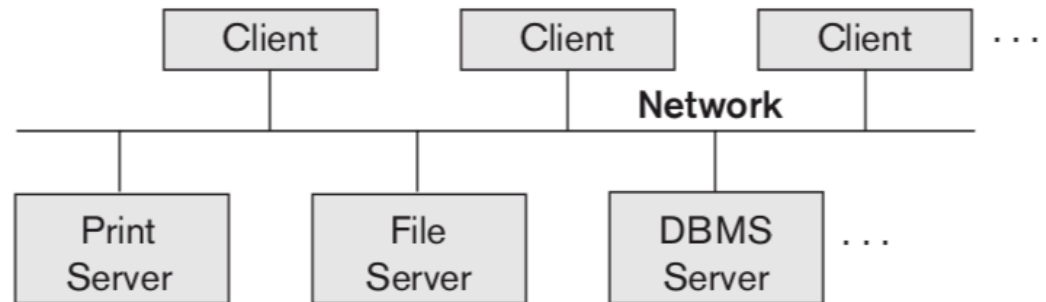 Client Client Client ...
Network
Print File DBMS ...
Server Server Server